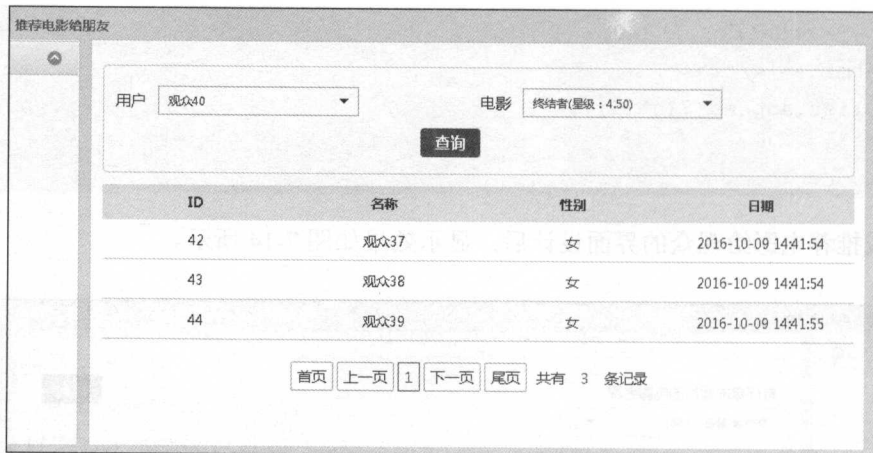 推荐电影给朋友
用户 观众40 电影 终结者(星级：4.50)
查询
ID 名称 性别 日期
42 观众37 女 2016-10-09 14:41:54
43 观众38 女 2016-10-09 14:41:54
44 观众39 女 2016-10-09 14:41:55
首页 上一页 1 下一页 尾页 共有 3 条记录